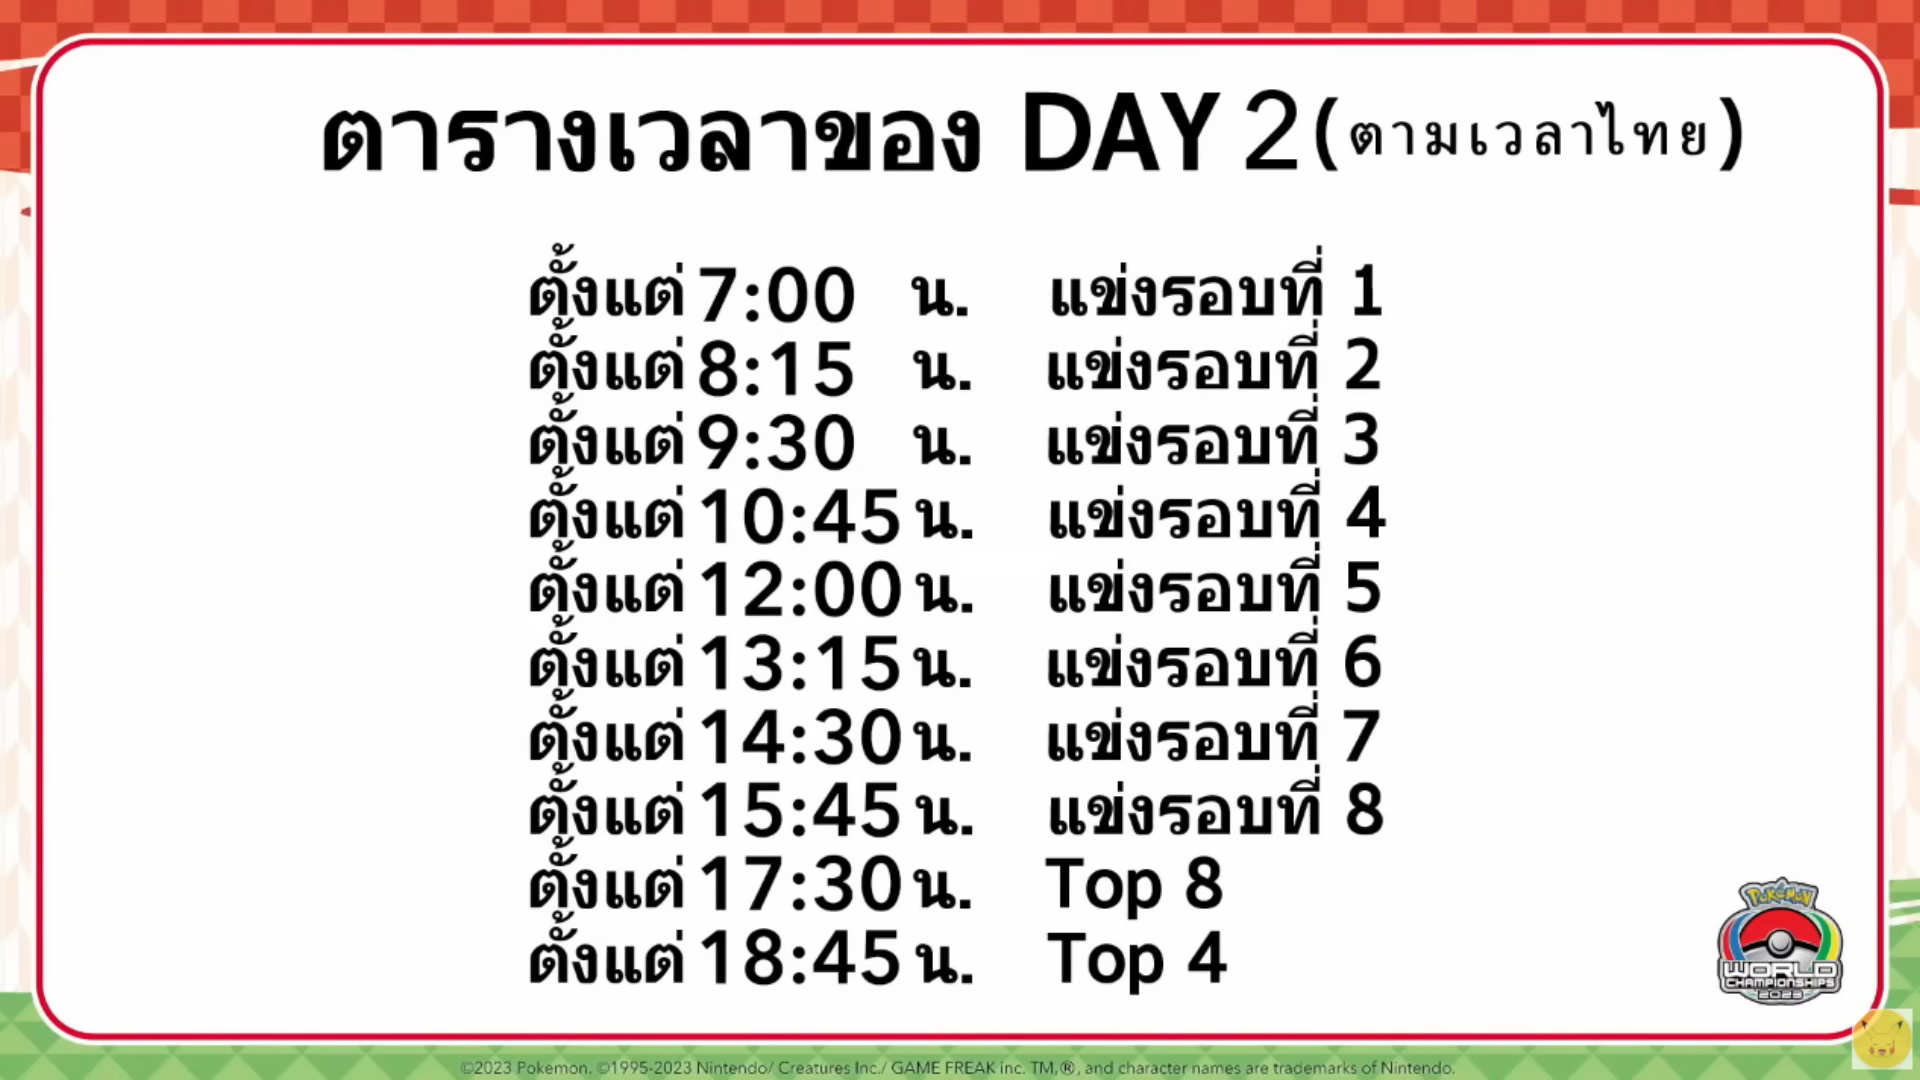 ตารางเวลาของ DAY 2 (ตามเวลาไทย)
ตั้งแต่ 7:00 น. แข่งรอบที่ 1
ตั้งแต่ 8:15 น. แข่งรอบที่ 2
ตั้งแต่ 9:30 น. แข่งรอบที่ 3
ตั้งแต่ 10:45 น. แข่งรอบที่ 4
ตั้งแต่ 12:00 น. แข่งรอบที่ 5
ตั้งแต่ 13:15 น. แข่งรอบที่ 6
ตั้งแต่ 14:30 น. แข่งรอบที่ 7
ตั้งแต่ 15:45 น. แข่งรอบที่ 8
ตั้งแต่ 17:30 น. Top 8
ตั้งแต่ 18:45 น. Top 4
POKéMON
WORLD
CHAMPIONSHIPS
2023
©2023 Pokemon. ©1995-2023 Nintendo/ Creatures Inc./ GAME FREAK inc. TM,®, and character names are trademarks of Nintendo.